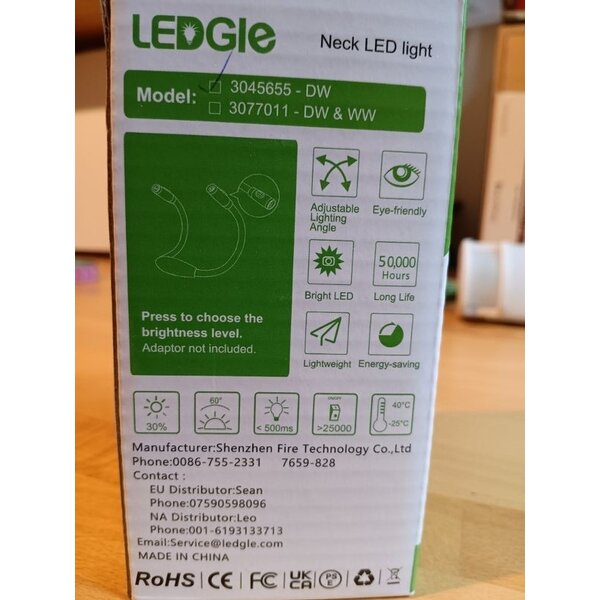 LEDGle
Neck LED light
Model:
3045655 - DW
3077011 - DW & WW
Adjustable
Lighting
Angle
Eye-friendly
50,000
Hours
Bright LED
Long Life
Press to choose the
brightness level.
Adaptor not included.
Lightweight
Energy-saving
30%
60°
< 500ms
ON/OFF
>25000
40°C
-25°C
Manufacturer:Shenzhen Fire Technology Co.,Ltd
Phone:0086-755-2331 7659-828
Contact :
EU Distributor:Sean
Phone:07590598096
NA Distributor:Leo
Phone:001-6193133713
Email:Service@ledgle.com
MADE IN CHINA
RoHS CE FC UK CA PS E